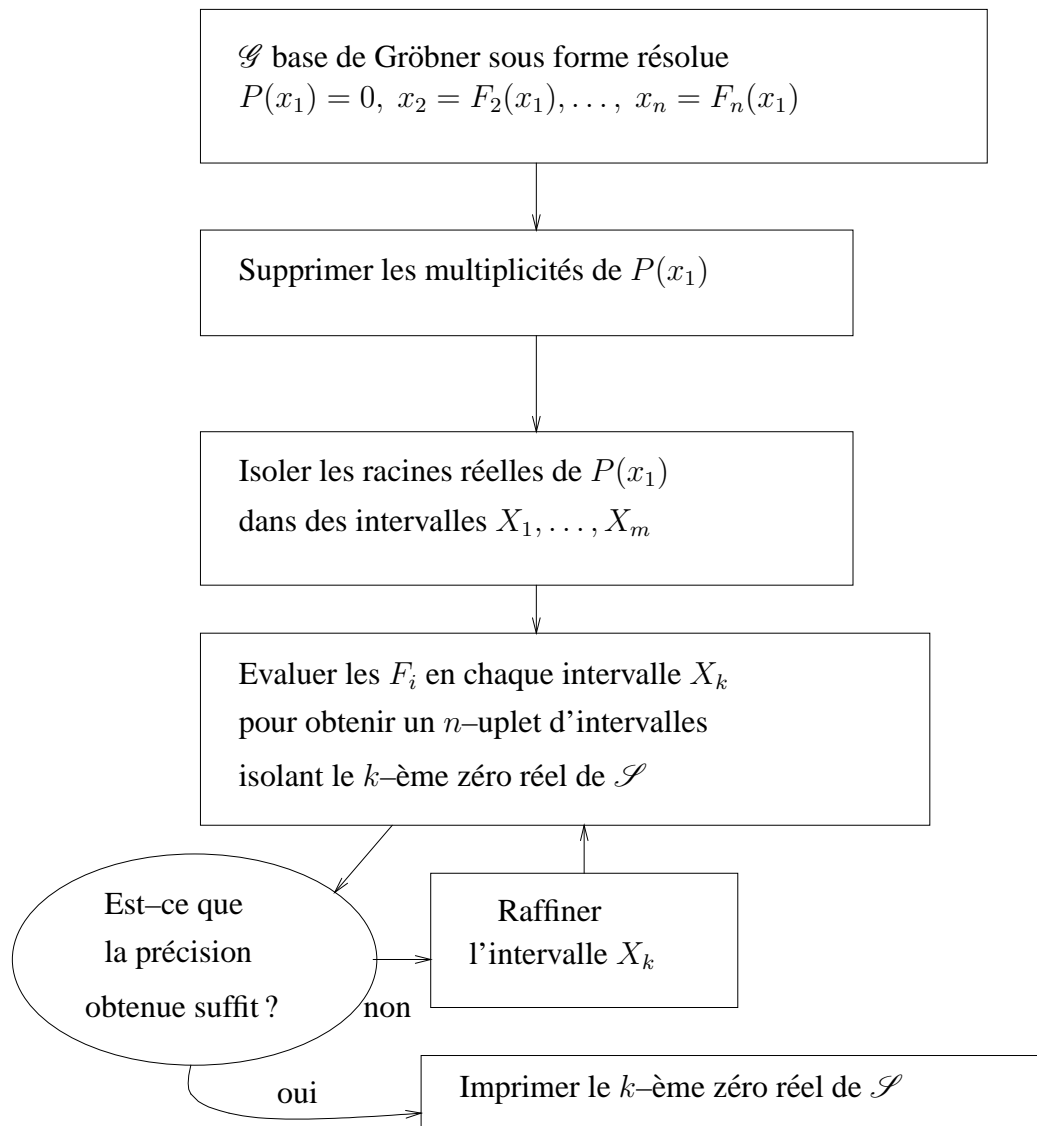 𝒢 base de Gröbner sous forme résolue
P(x₁) = 0, x₂ = F₂(x₁), . . . , xₙ = Fₙ(x₁)
Supprimer les multiplicités de P(x₁)
Isoler les racines réelles de P(x₁)
dans des intervalles X₁, . . . , Xₘ
Evaluer les Fᵢ en chaque intervalle Xₖ
pour obtenir un n–uplet d'intervalles
isolant le k–ème zéro réel de 𝒮
Est–ce que
la précision
obtenue suffit ?
non
Raffiner
l'intervalle Xₖ
oui
Imprimer le k–ème zéro réel de 𝒮